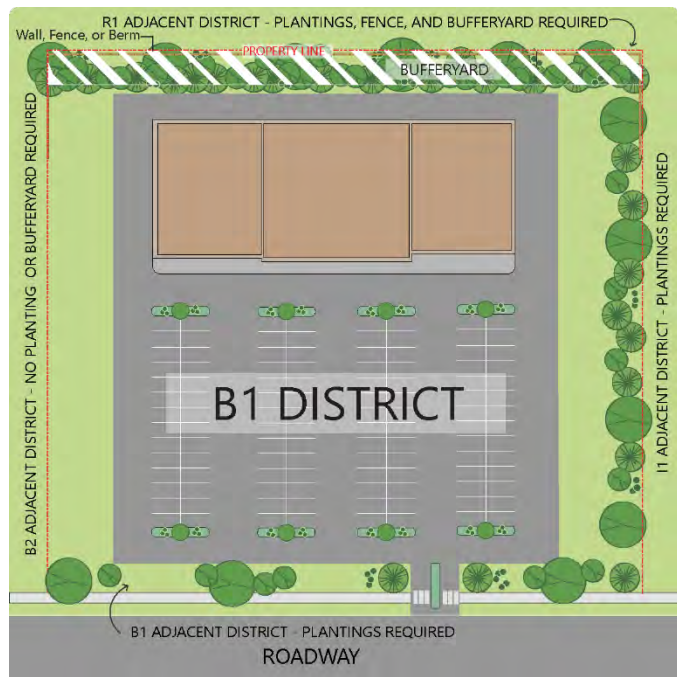 R1 ADJACENT DISTRICT - PLANTINGS, FENCE, AND BUFFERYARD REQUIRED
Wall, Fence, or Berm
PROPERTY LINE
BUFFERYARD
B2 ADJACENT DISTRICT - NO PLANTING OR BUFFERYARD REQUIRED
I1 ADJACENT DISTRICT - PLANTINGS REQUIRED
B1 DISTRICT
B1 ADJACENT DISTRICT - PLANTINGS REQUIRED
ROADWAY